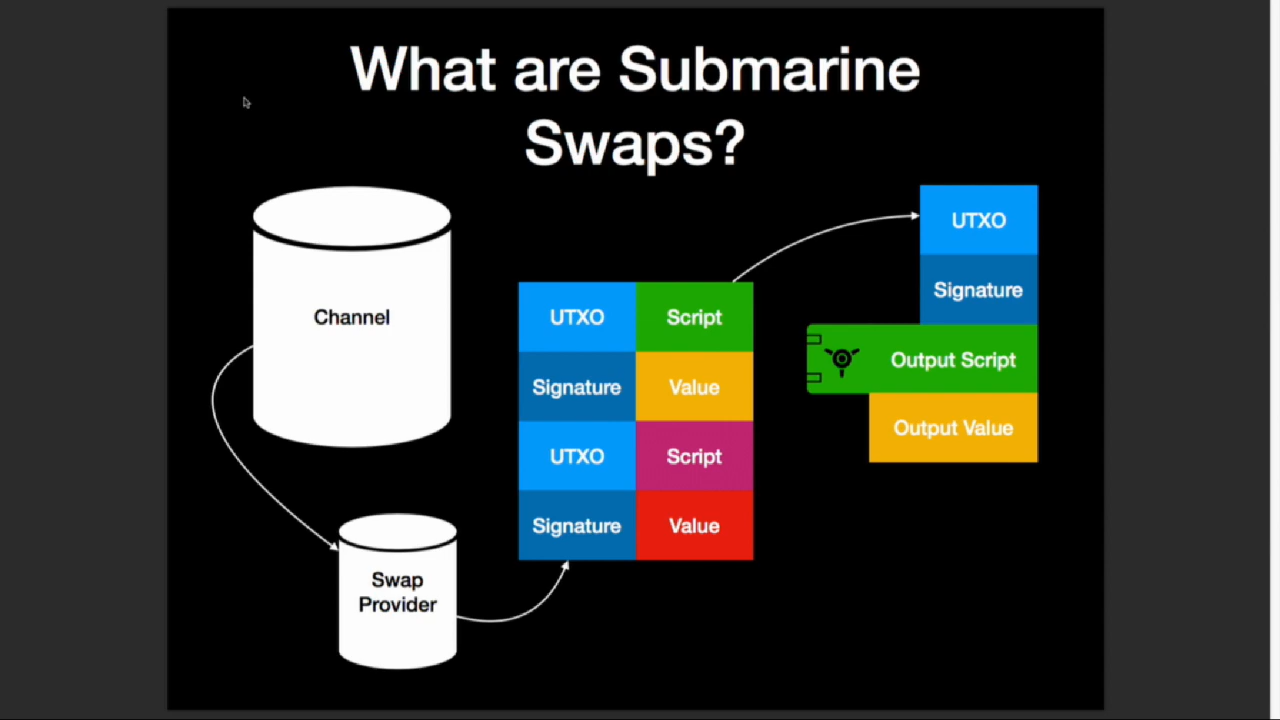 What are Submarine
Swaps?
Channel
Swap
Provider
UTXO
Script
Signature
Value
UTXO
Script
Signature
Value
UTXO
Signature
Output Script
Output Value